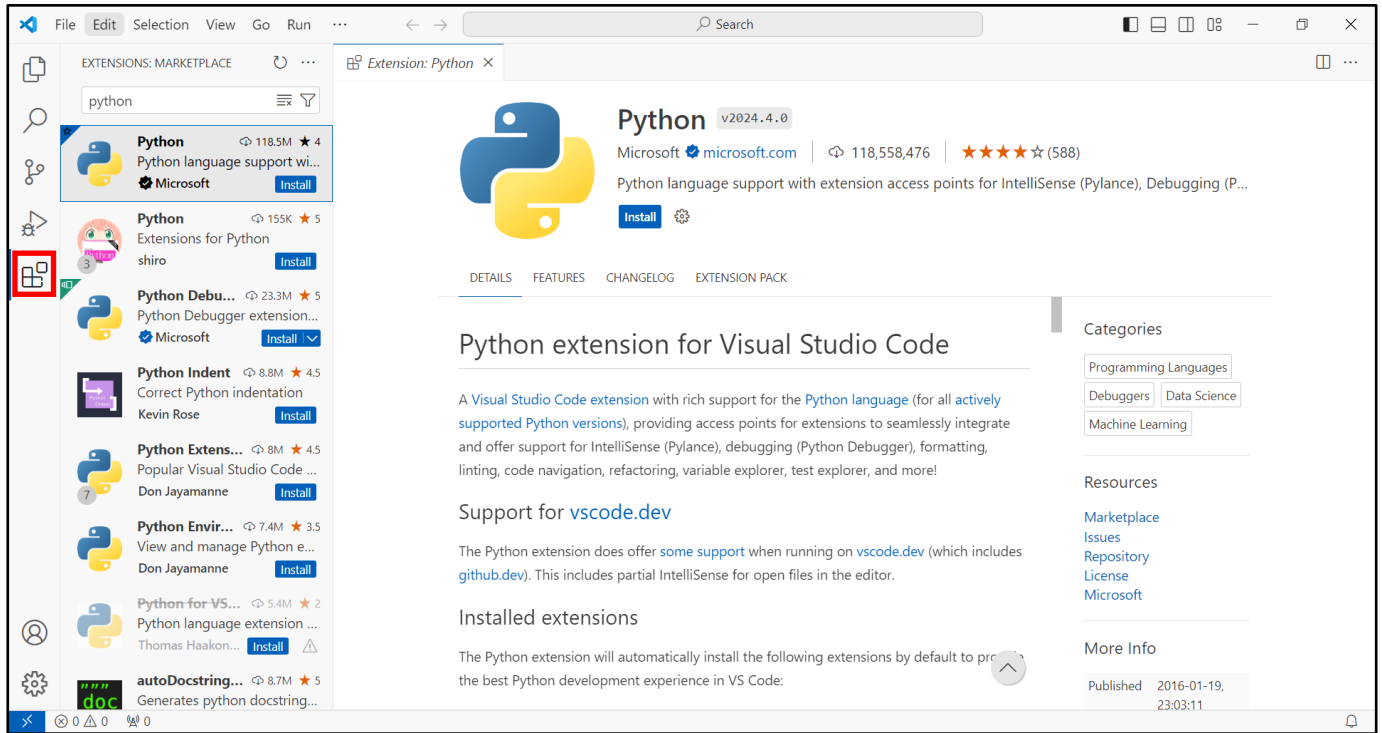 File Edit Selection View Go Run ··· Search
EXTENSIONS: MARKETPLACE
python
Python 118.5M ★ 4
Python language support wi...
Microsoft Install
Python 155K ★ 5
Extensions for Python
shiro Install
3
Python Debu... 23.3M ★ 5
Python Debugger extension...
Microsoft Install
Python Indent 8.8M ★ 4.5
Correct Python indentation
Kevin Rose Install
Python Extens... 8M ★ 4.5
Popular Visual Studio Code ...
Don Jayamanne Install
7
Python Envir... 7.4M ★ 3.5
View and manage Python e...
Don Jayamanne Install
Python for VS... 5.4M ★ 2
Python language extension ...
Thomas Haakon... Install
autoDocstring... 8.7M ★ 5
Generates python docstring...
"""
doc
Extension: Python
Python v2024.4.0
Microsoft microsoft.com 118,558,476 ★★★★☆ (588)
Python language support with extension access points for IntelliSense (Pylance), Debugging (P...
Install
DETAILS FEATURES CHANGELOG EXTENSION PACK
Python extension for Visual Studio Code
A Visual Studio Code extension with rich support for the Python language (for all actively
supported Python versions), providing access points for extensions to seamlessly integrate
and offer support for IntelliSense (Pylance), debugging (Python Debugger), formatting,
linting, code navigation, refactoring, variable explorer, test explorer, and more!
Support for vscode.dev
The Python extension does offer some support when running on vscode.dev (which includes
github.dev). This includes partial IntelliSense for open files in the editor.
Installed extensions
The Python extension will automatically install the following extensions by default to provide
the best Python development experience in VS Code:
Categories
Programming Languages
Debuggers Data Science
Machine Learning
Resources
Marketplace
Issues
Repository
License
Microsoft
More Info
Published 2016-01-19,
23:03:11
0 0 0